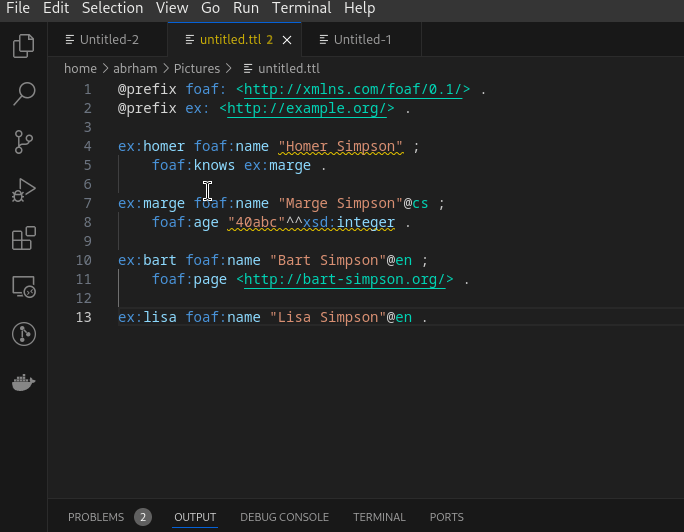 File Edit Selection View Go Run Terminal Help
Untitled-2 untitled.ttl 2 Untitled-1
home > abrham > Pictures > untitled.ttl
1 @prefix foaf: <http://xmlns.com/foaf/0.1/> .
2 @prefix ex: <http://example.org/> .
3
4 ex:homer foaf:name "Homer Simpson" ;
5 foaf:knows ex:marge .
6
7 ex:marge foaf:name "Marge Simpson"@cs ;
8 foaf:age "40abc"^^xsd:integer .
9
10 ex:bart foaf:name "Bart Simpson"@en ;
11 foaf:page <http://bart-simpson.org/> .
12
13 ex:lisa foaf:name "Lisa Simpson"@en .
PROBLEMS 2 OUTPUT DEBUG CONSOLE TERMINAL PORTS